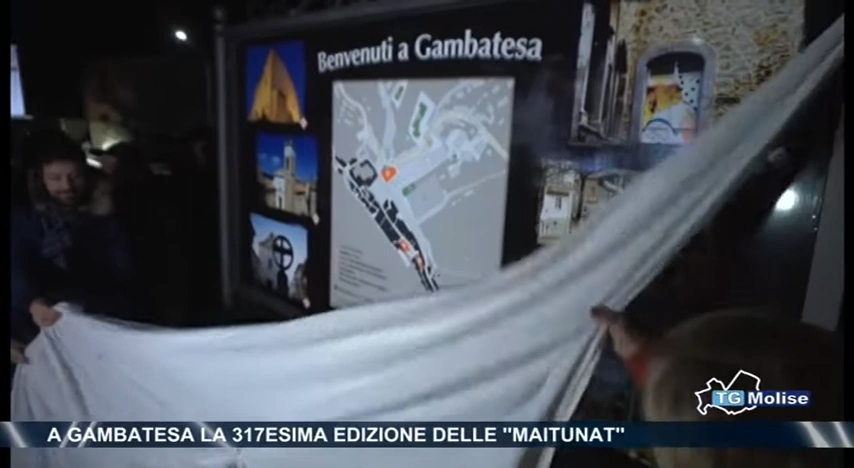 Benvenuti a Gambatesa
TG Molise
A GAMBATESA LA 317ESIMA EDIZIONE DELLE "MAITUNAT"